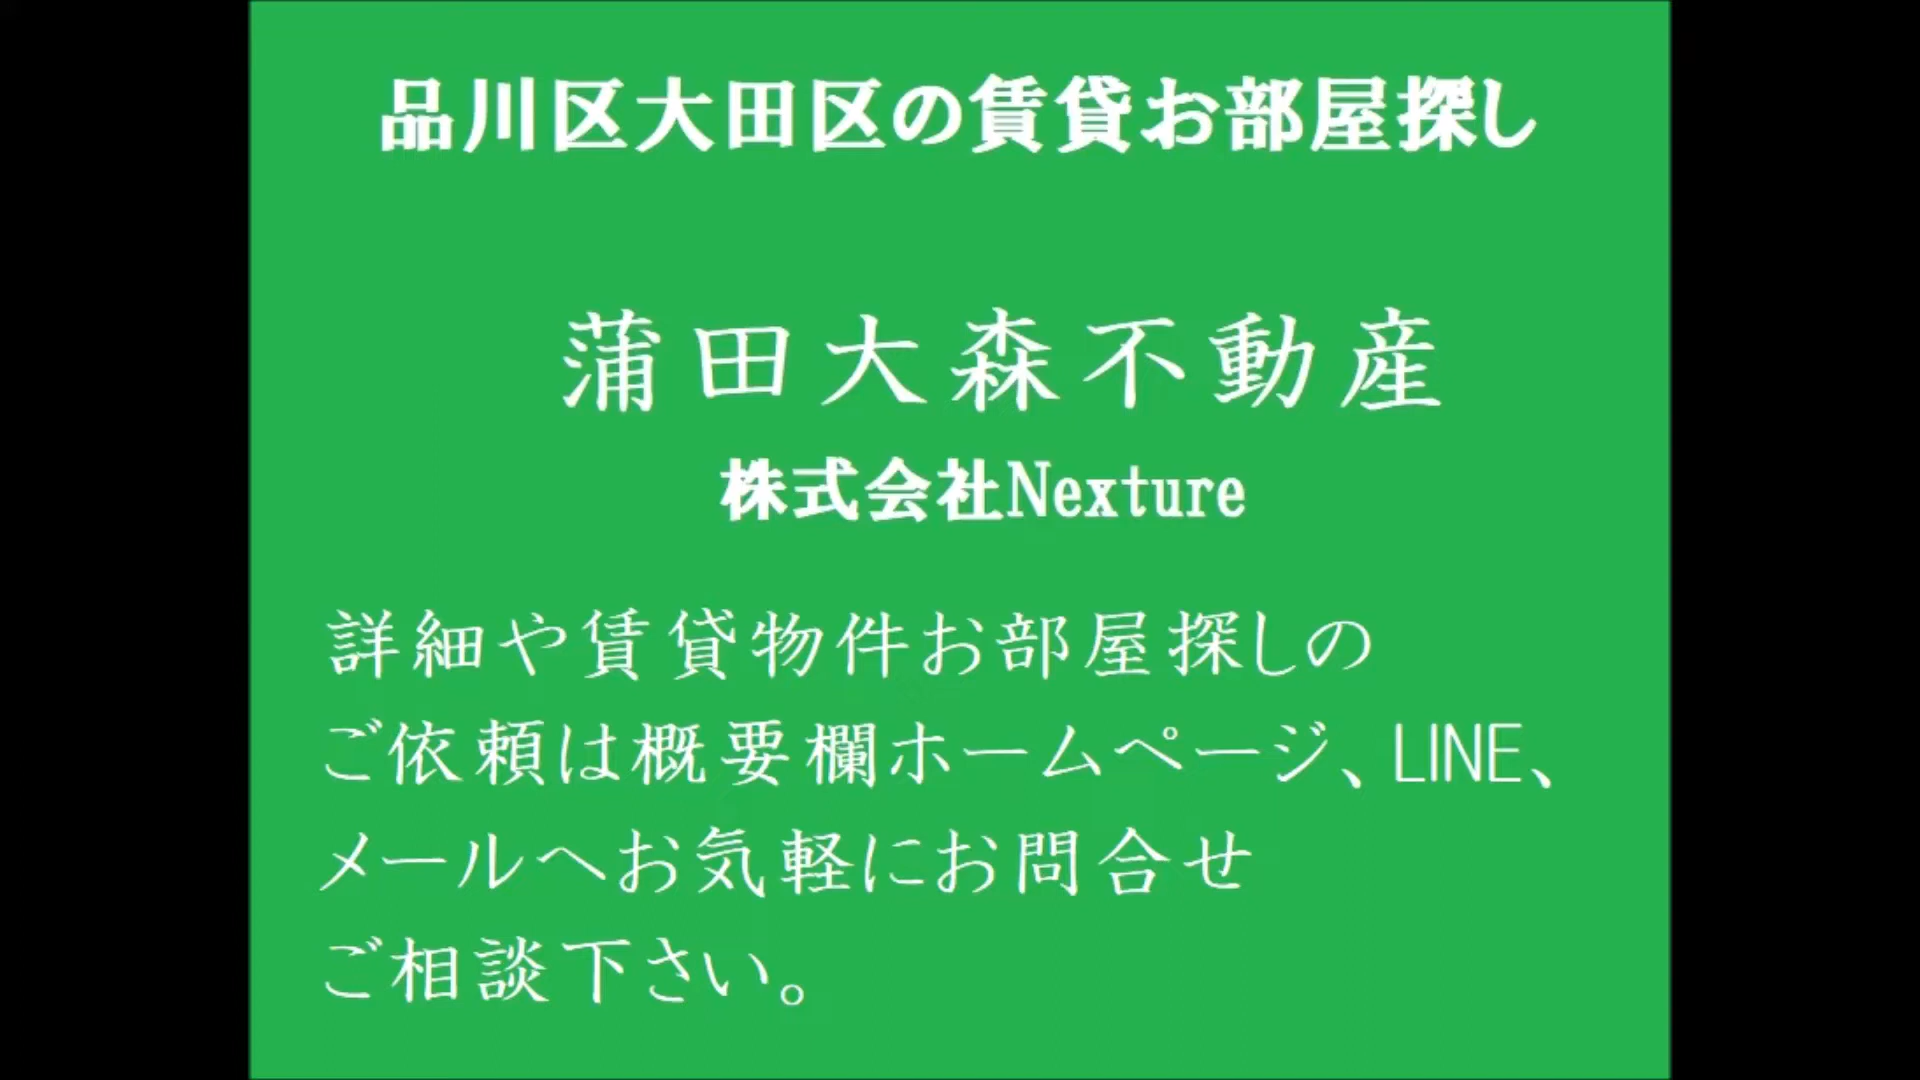 品川区大田区の賃貸お部屋探し
蒲田大森不動産
株式会社Nexture
詳細や賃貸物件お部屋探しの
ご依頼は概要欄ホームページ、LINE、
メールへお気軽にお問合せ
ご相談下さい。